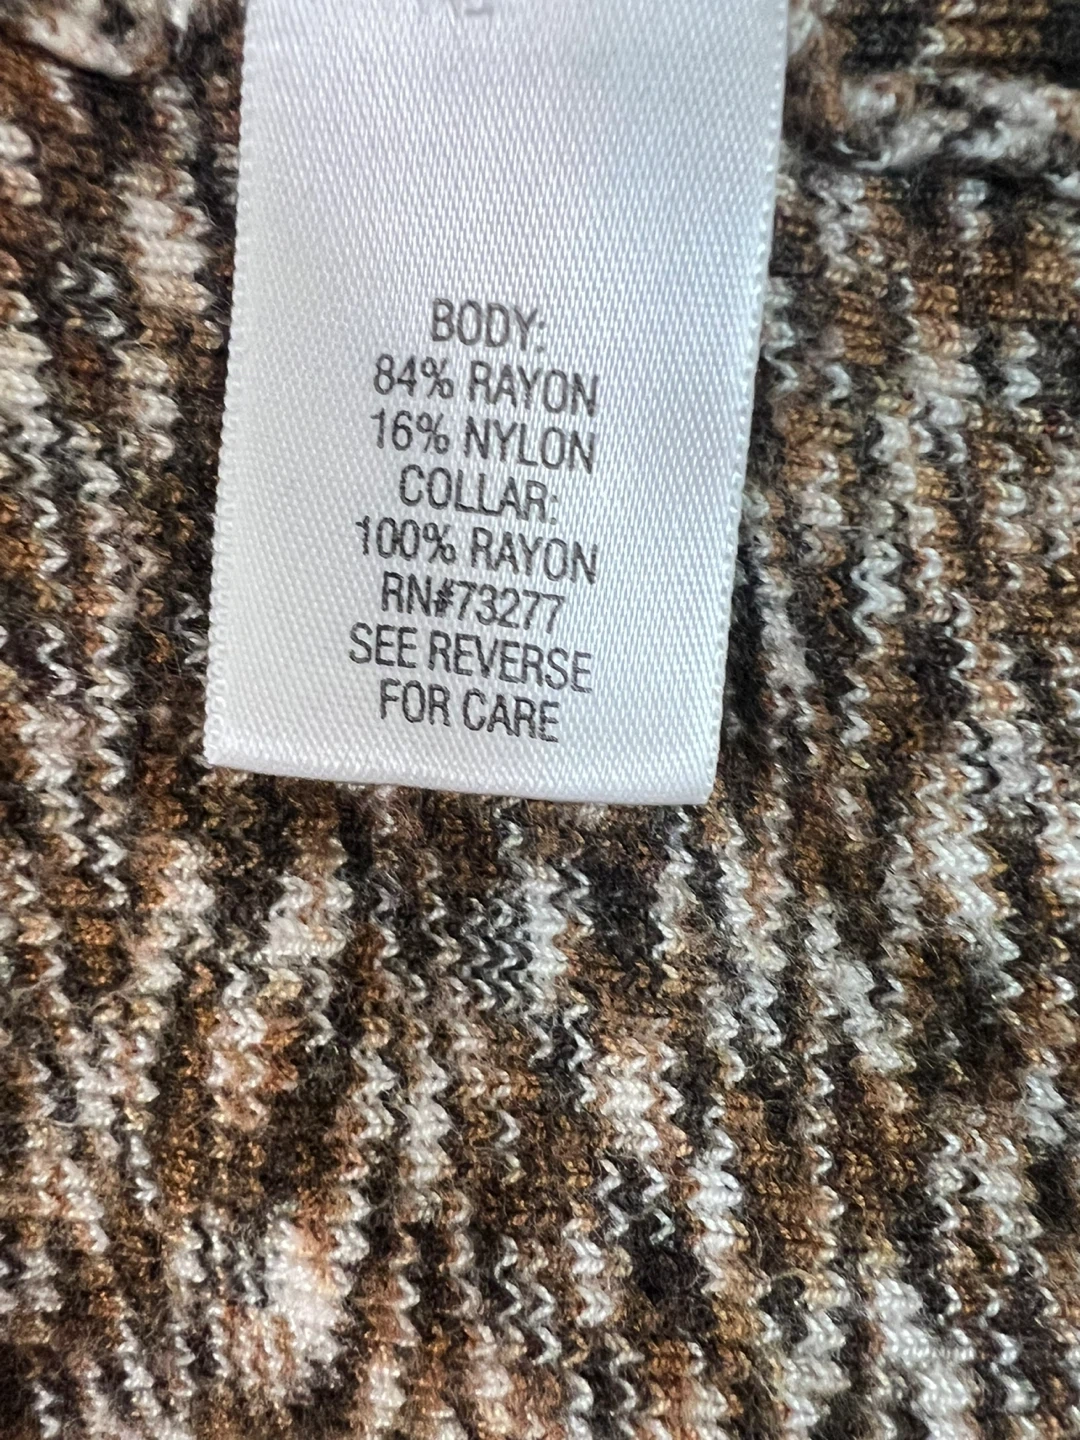 BODY:
84% RAYON
16% NYLON
COLLAR:
100% RAYON
RN#73277
SEE REVERSE
FOR CARE